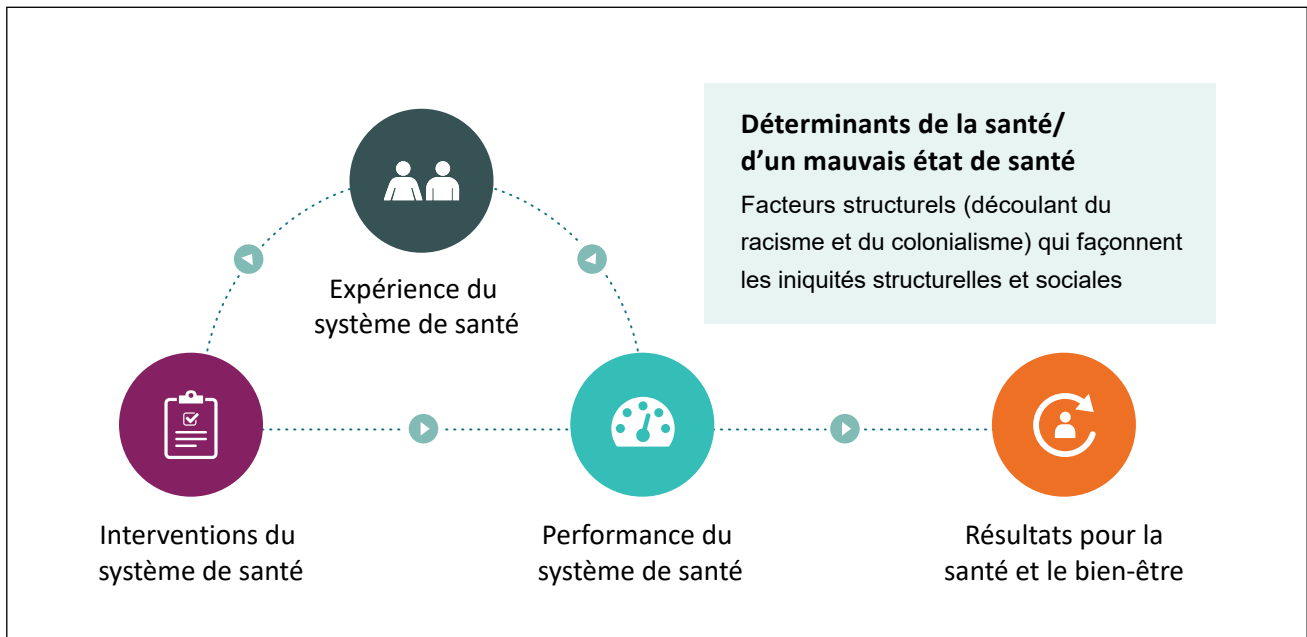 Déterminants de la santé/
d’un mauvais état de santé
Facteurs structurels (découlant du
racisme et du colonialisme) qui façonnent
les iniquités structurelles et sociales
Expérience du
système de santé
Interventions du
système de santé
Performance du
système de santé
Résultats pour la
santé et le bien-être